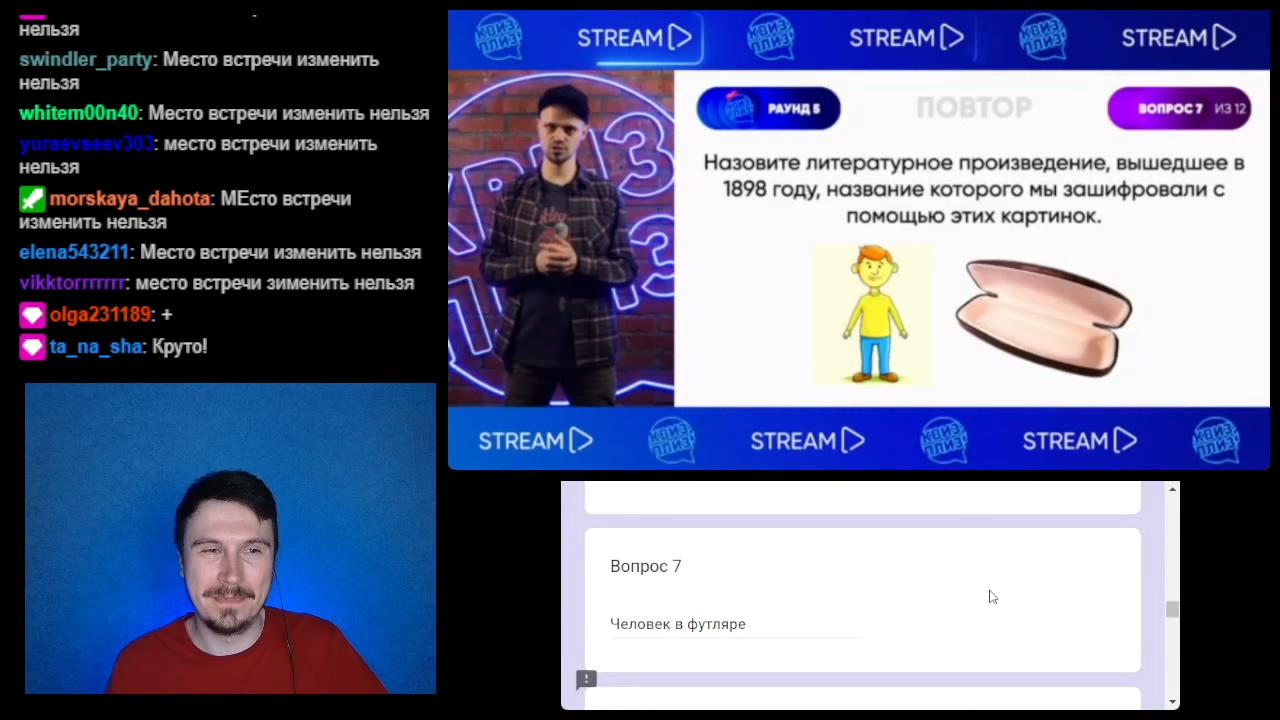 нельзя
swindler_party: Место встречи изменить
нельзя
whitem00n40: Место встречи изменить нельзя
yuraevseev303: место встречи изменить
нельзя
morskaya_dahota: МЕсто встречи
изменить нельзя
elena543211: Место встречи изменить нельзя
vikktorrrrrrr: место встречи зименить нельзя
olga231189: +
ta_na_sha: Круто!
STREAM
STREAM
STREAM
РАУНД 5
ПОВТОР
ВОПРОС 7 ИЗ 12
Назовите литературное произведение, вышедшее в
1898 году, название которого мы зашифровали с
помощью этих картинок.
STREAM
STREAM
STREAM
Вопрос 7
Человек в футляре